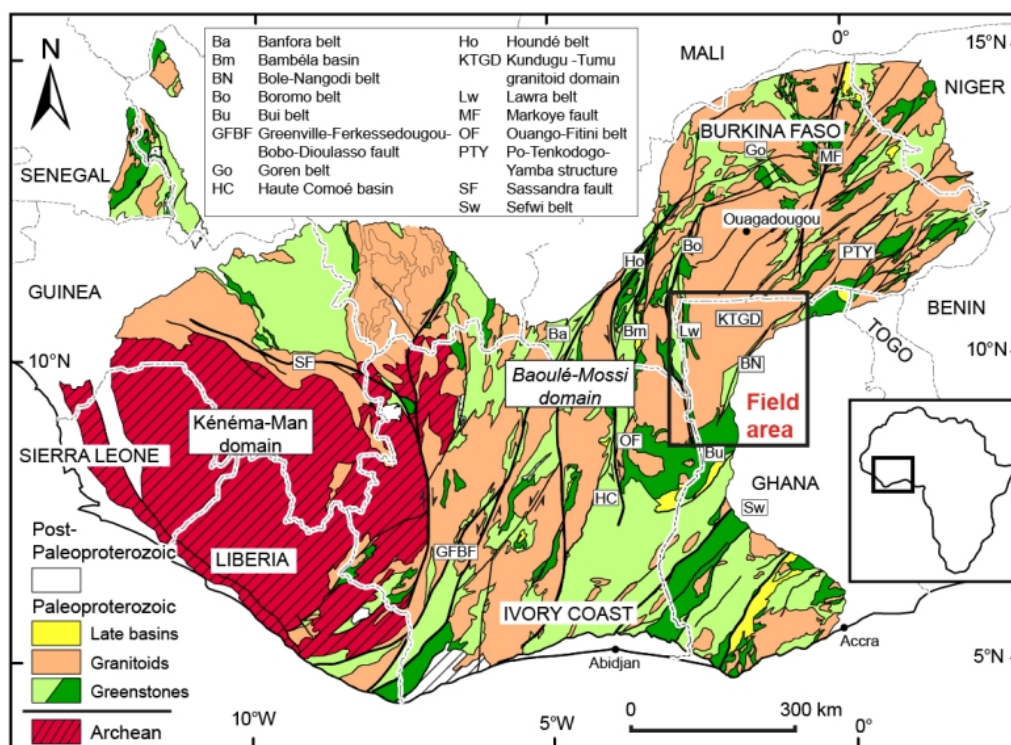 0°
15°N
N
MALI
NIGER
Ba Banfora belt
Bm Bambéla basin
BN Bole-Nangodi belt
Bo Boromo belt
Bu Bui belt
GFBF Greenville-Ferkessedougou-
Bobo-Dioulasso fault
Go Goren belt
HC Haute Comoé basin
Ho Houndé belt
KTGD Kundugu -Tumu
granitoid domain
Lw Lawra belt
MF Markoye fault
OF Ouango-Fitini belt
PTY Po-Tenkodogo-
Yamba structure
SF Sassandra fault
Sw Sefwi belt
BURKINA FASO
Go
MF
SENEGAL
Ouagadougou
Bo
PTY
Ho
GUINEA
BENIN
KTGD
TOGO
Ba
Bm
Lw
10°N
SF
BN
10°N
Baoulé-Mossi
domain
Field
area
Kénéma-Man
domain
OF
SIERRA LEONE
Bu
GHANA
HC
Sw
Post-
Paleoproterozoic
LIBERIA
GFBF
Paleoproterozoic
IVORY COAST
Late basins
Accra
Granitoids
Abidjan
5°N
Greenstones
Archean
10°W
5°W
0
300 km
0°